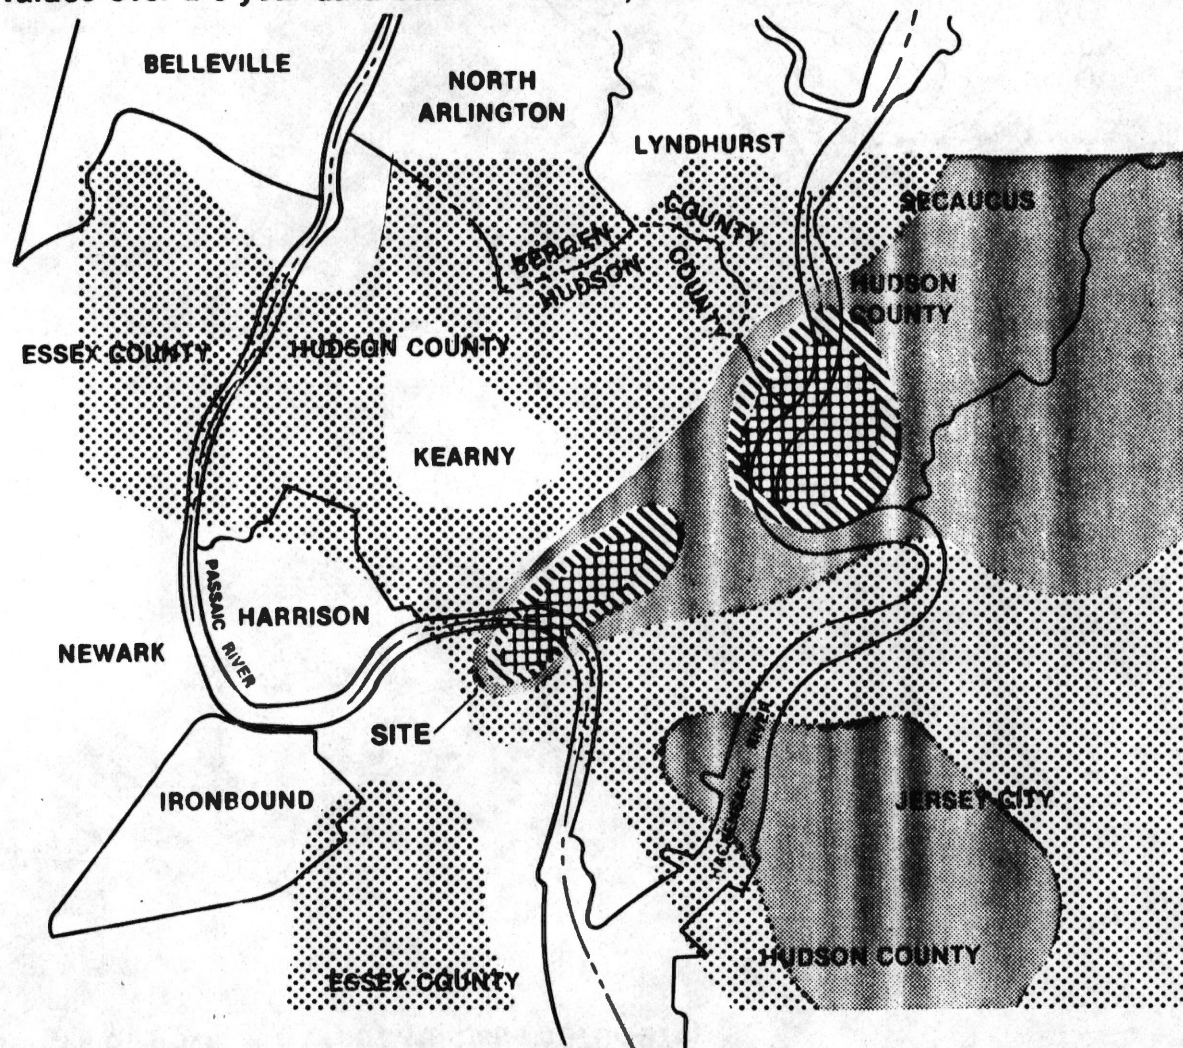 BELLEVILLE
NORTH
ARLINGTON
LYNDHURST
SECAUCUS
COUNTY
BERGEN
HUDSON
COUNTY
HUDSON
COUNTY
ESSEX COUNTY
HUDSON COUNTY
KEARNY
PASSAIC RIVER
HARRISON
NEWARK
SITE
HACKENSACK RIVER
IRONBOUND
JERSEY CITY
HUDSON COUNTY
ESSEX COUNTY